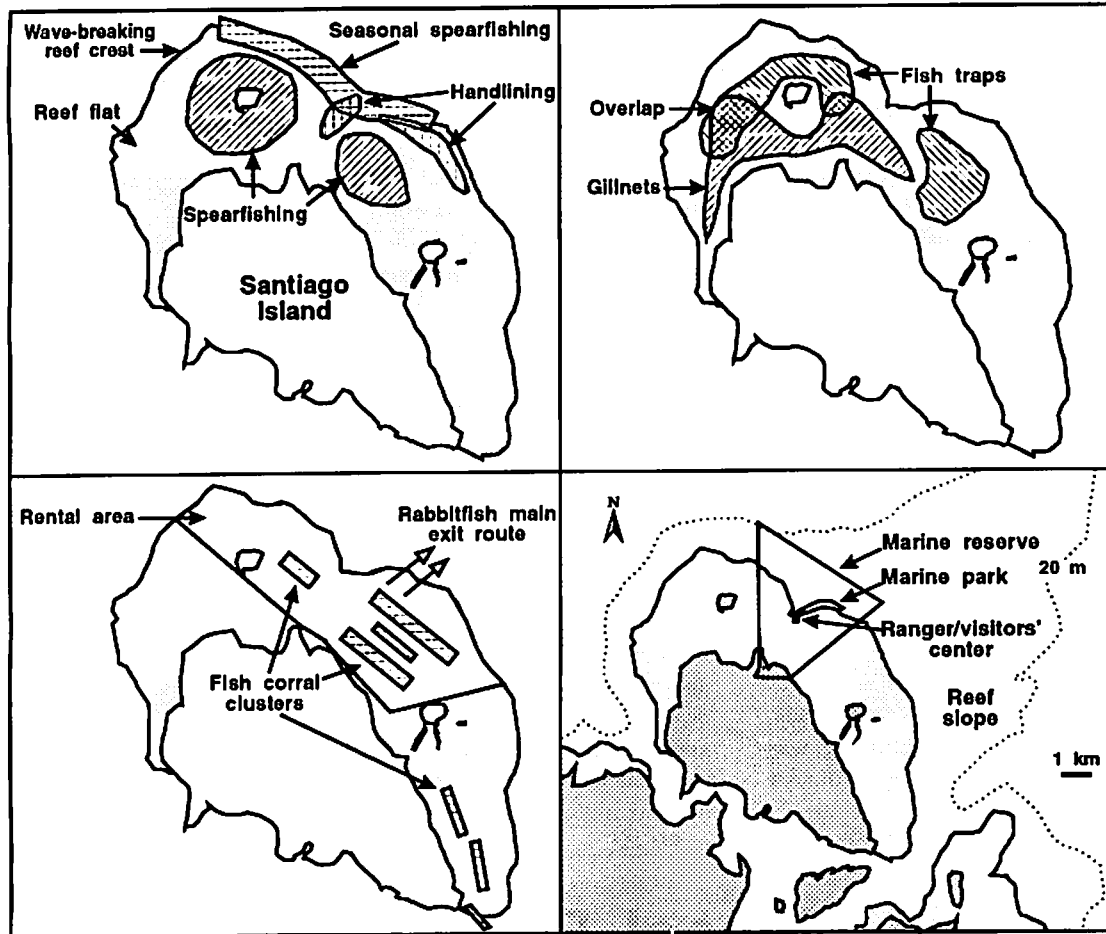 Wave-breaking
reef crest
Seasonal spearfishing
Handlining
Reef flat
Spearfishing
Santiago
Island
Fish traps
Overlap
Gillnets
Rental area
Rabbitfish main
exit route
Fish corral
clusters
N
Marine reserve
20 m
Marine park
Ranger/visitors'
center
Reef
slope
1 km